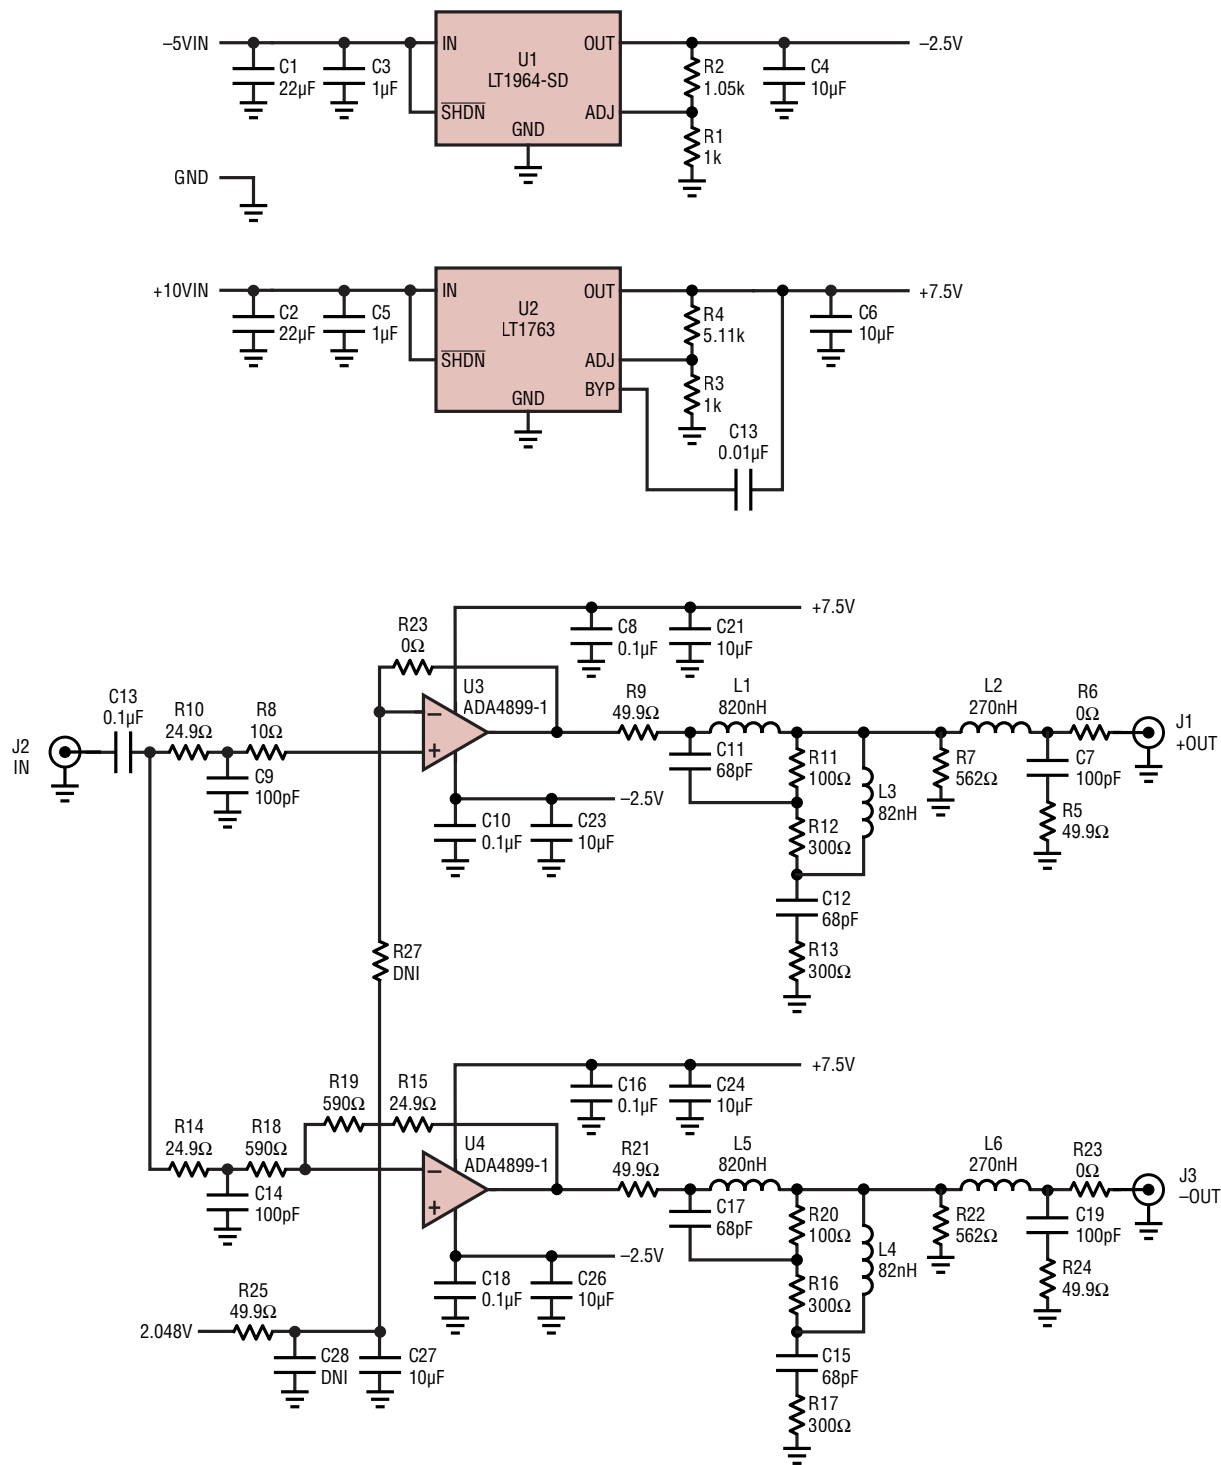 –5VIN
C1
22µF
C3
1µF
IN
OUT
U1
LT1964-SD
SHDN
ADJ
GND
R2
1.05k
R1
1k
C4
10µF
–2.5V
GND
+10VIN
C2
22µF
C5
1µF
IN
OUT
U2
LT1763
SHDN
ADJ
BYP
GND
R4
5.11k
R3
1k
C6
10µF
+7.5V
C13
0.01µF
+7.5V
C8
0.1µF
C21
10µF
R23
0Ω
U3
ADA4899-1
–
+
J2
IN
C13
0.1µF
R10
24.9Ω
R8
10Ω
C9
100pF
–2.5V
C10
0.1µF
C23
10µF
R9
49.9Ω
L1
820nH
C11
68pF
R11
100Ω
R12
300Ω
L3
82nH
C12
68pF
R13
300Ω
R7
562Ω
L2
270nH
R6
0Ω
C7
100pF
R5
49.9Ω
J1
+OUT
R27
DNI
+7.5V
C16
0.1µF
C24
10µF
R19
590Ω
R15
24.9Ω
U4
ADA4899-1
–
+
R14
24.9Ω
R18
590Ω
C14
100pF
–2.5V
C18
0.1µF
C26
10µF
R21
49.9Ω
L5
820nH
C17
68pF
R20
100Ω
R16
300Ω
L4
82nH
C15
68pF
R17
300Ω
R22
562Ω
L6
270nH
R23
0Ω
C19
100pF
R24
49.9Ω
J3
–OUT
2.048V
R25
49.9Ω
C28
DNI
C27
10µF